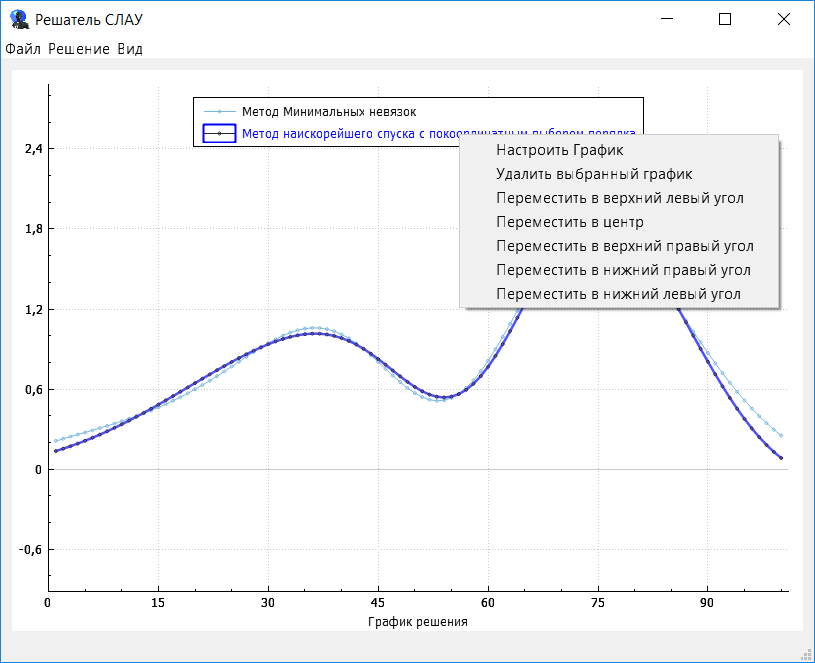 Решатель СЛАУ
Файл Решение Вид
Метод Минимальных невязок
Метод наискорейшего спуска с покоординатным выбором порядка
Настроить График
Удалить выбранный график
Переместить в верхний левый угол
Переместить в центр
Переместить в верхний правый угол
Переместить в нижний правый угол
Переместить в нижний левый угол
2,4
1,8
1,2
0,6
0
-0,6
0 15 30 45 60 75 90
График решения